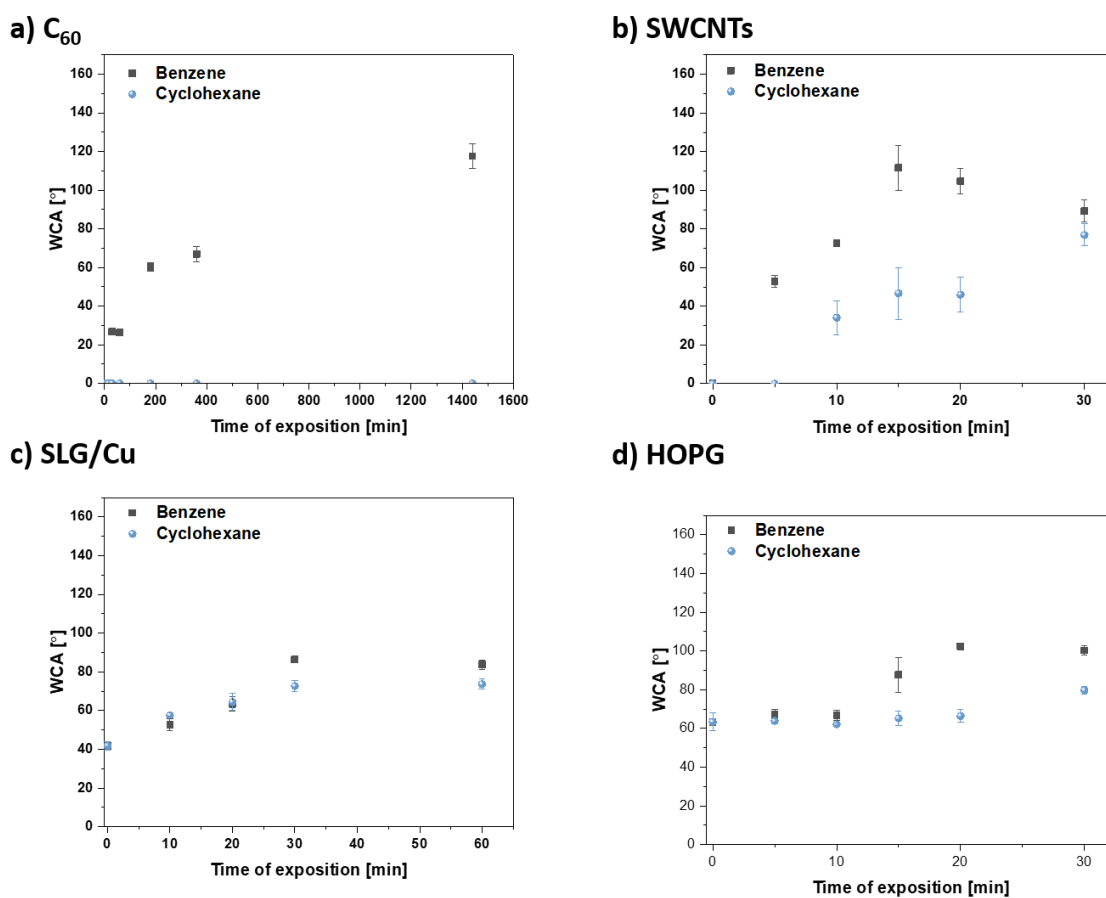 a) C₆₀
Benzene
Cyclohexane
WCA [°]
160
140
120
100
80
60
40
20
0
0 200 400 600 800 1000 1200 1400 1600
Time of exposition [min]
b) SWCNTs
Benzene
Cyclohexane
WCA [°]
160
140
120
100
80
60
40
20
0
0 10 20 30
Time of exposition [min]
c) SLG/Cu
Benzene
Cyclohexane
WCA [°]
160
140
120
100
80
60
40
20
0
0 10 20 30 40 50 60
Time of exposition [min]
d) HOPG
Benzene
Cyclohexane
WCA [°]
160
140
120
100
80
60
40
20
0
0 10 20 30
Time of exposition [min]